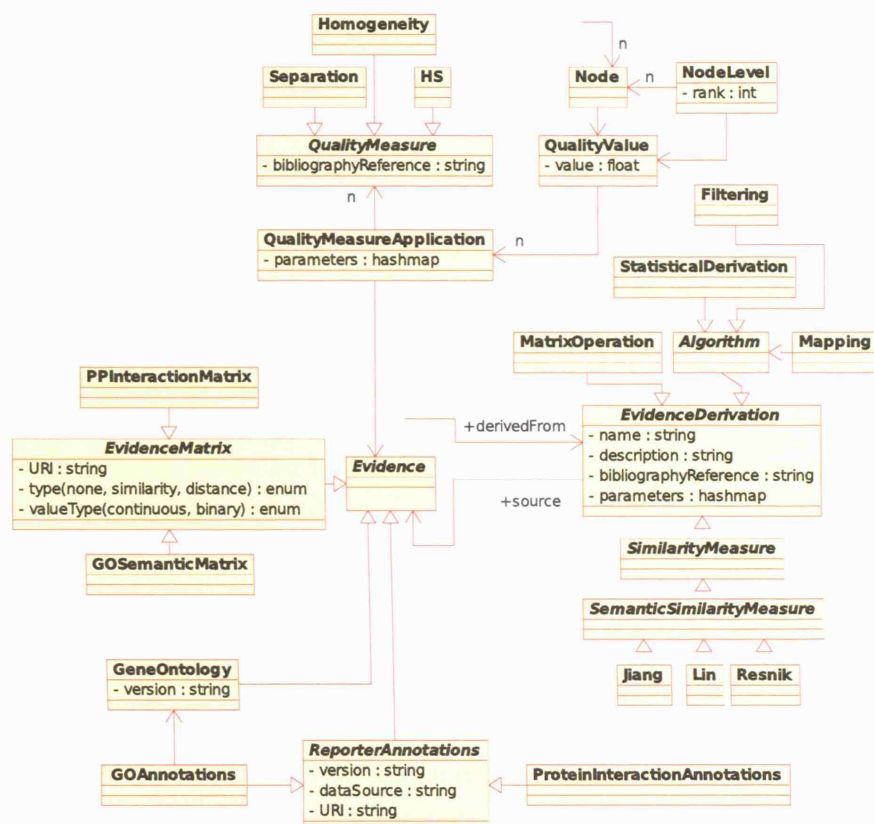 Homogeneity
n
Separation
HS
Node
n
NodeLevel
- rank : int
QualityMeasure
- bibliographyReference : string
QualityValue
- value : float
n
Filtering
QualityMeasureApplication
- parameters : hashmap
n
StatisticalDerivation
MatrixOperation
Algorithm
Mapping
PPInteractionMatrix
EvidenceMatrix
- URI : string
- type(none, similarity, distance) : enum
- valueType(continuous, binary) : enum
+derivedFrom
EvidenceDerivation
- name : string
- description : string
- bibliographyReference : string
- parameters : hashmap
Evidence
+source
GOSemanticMatrix
SimilarityMeasure
SemanticSimilarityMeasure
Jiang
Lin
Resnik
GeneOntology
- version : string
GOAnnotations
ReporterAnnotations
- version : string
- dataSource : string
- URI : string
ProteinInteractionAnnotations